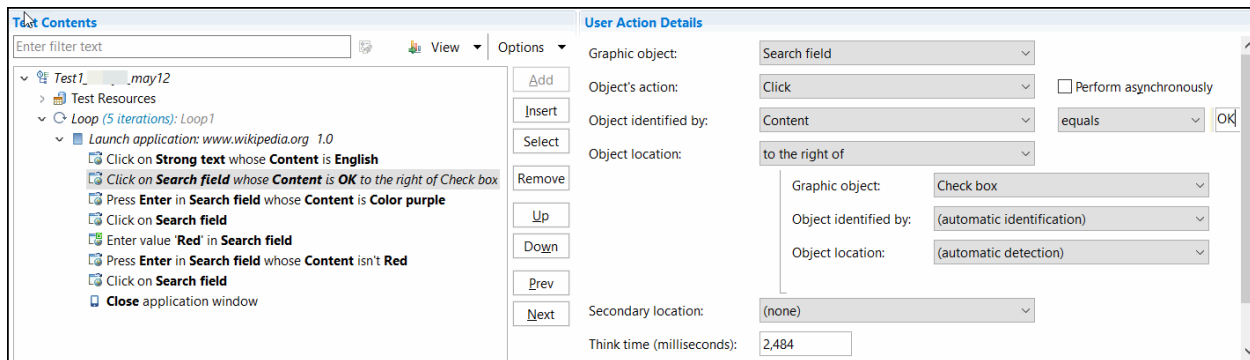 Test Contents
Enter filter text
View
Options
Test1_ _may12
Test Resources
Loop (5 iterations): Loop1
Launch application: www.wikipedia.org 1.0
Click on Strong text whose Content is English
Click on Search field whose Content is OK to the right of Check box
Press Enter in Search field whose Content is Color purple
Click on Search field
Enter value 'Red' in Search field
Press Enter in Search field whose Content isn't Red
Click on Search field
Close application window
Add
Insert
Select
Remove
Up
Down
Prev
Next
User Action Details
Graphic object: Search field
Object's action: Click Perform asynchronously
Object identified by: Content equals OK
Object location: to the right of
Graphic object: Check box
Object identified by: (automatic identification)
Object location: (automatic detection)
Secondary location: (none)
Think time (milliseconds): 2,484